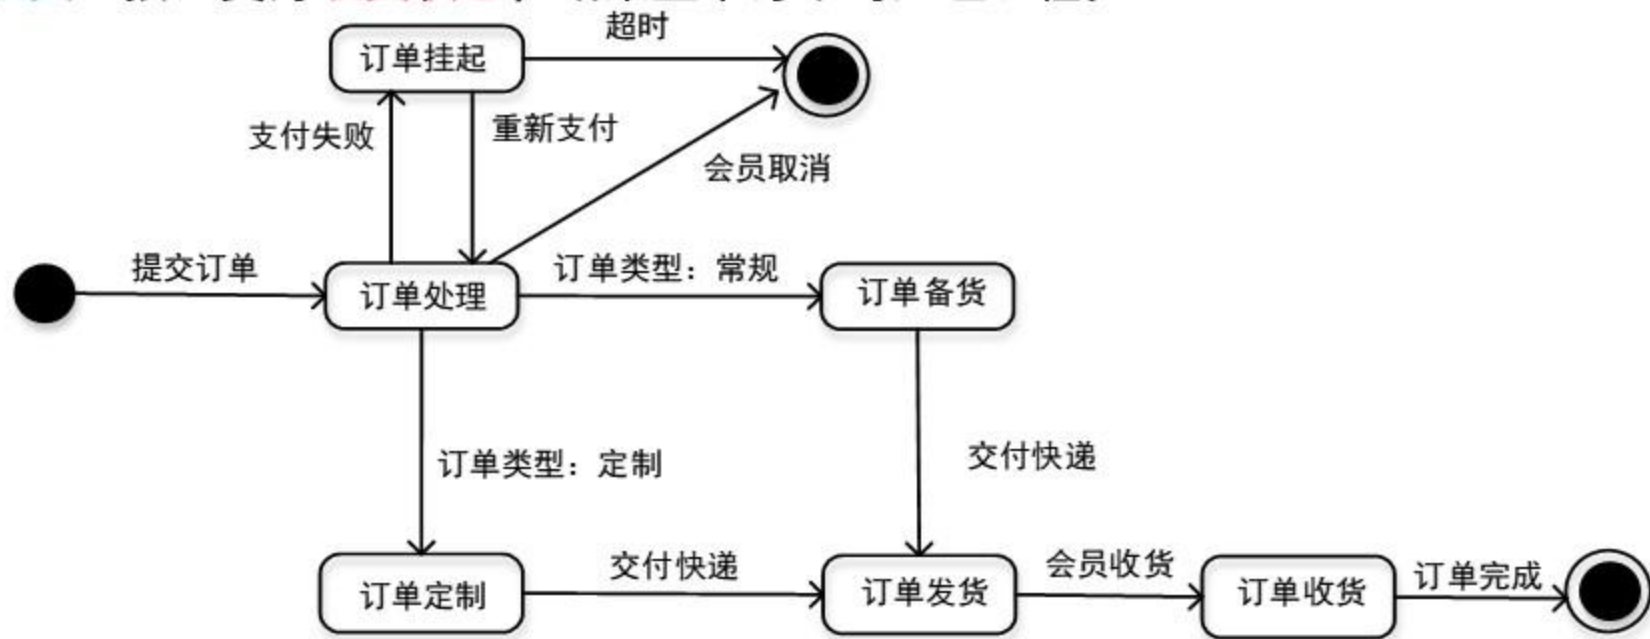 超时
订单挂起
支付失败
重新支付
会员取消
提交订单
订单处理
订单类型：常规
订单备货
订单类型：定制
交付快递
订单定制
交付快递
订单发货
会员收货
订单收货
订单完成